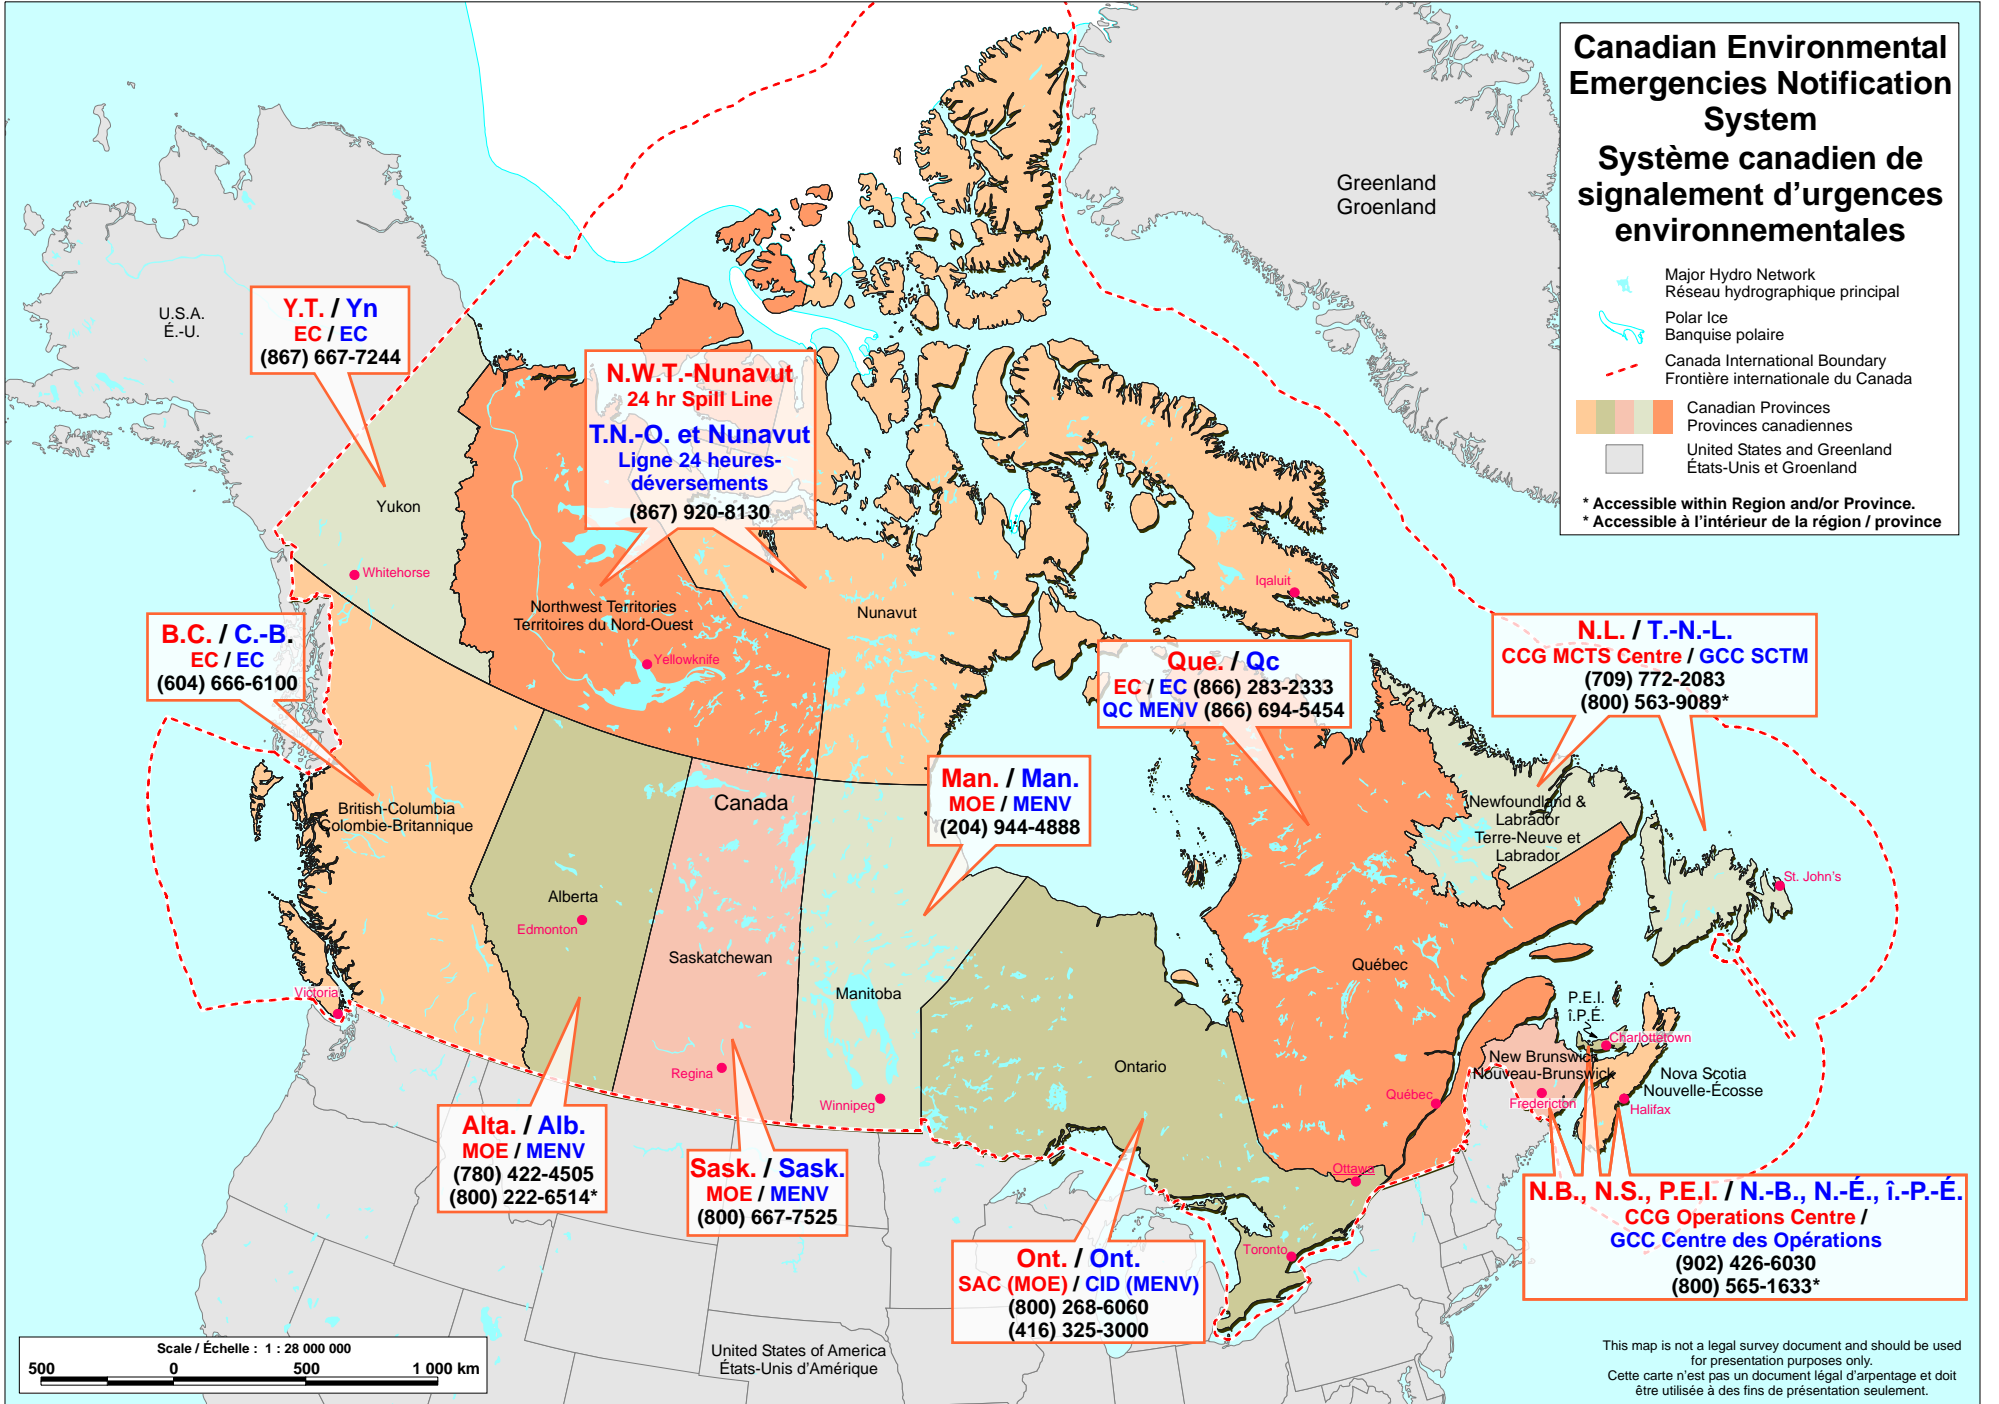 Canadian Environmental
Emergencies Notification
System
Système canadien de
signalement d'urgences
environnementales
Major Hydro Network
Réseau hydrographique principal
Polar Ice
Banquise polaire
Canada International Boundary
Frontière internationale du Canada
Canadian Provinces
Provinces canadiennes
United States and Greenland
États-Unis et Groenland
* Accessible within Region and/or Province.
* Accessible à l'intérieur de la région / province
Greenland
Groenland
U.S.A.
É.-U.
Y.T. / Yn
EC / EC
(867) 667-7244
N.W.T.-Nunavut
24 hr Spill Line
T.N.-O. et Nunavut
Ligne 24 heures-
déversements
(867) 920-8130
Yukon
Whitehorse
Northwest Territories
Territoires du Nord-Ouest
Yellowknife
Nunavut
Iqaluit
B.C. / C.-B.
EC / EC
(604) 666-6100
Que. / Qc
EC / EC (866) 283-2333
QC MENV (866) 694-5454
N.L. / T.-N.-L.
CCG MCTS Centre / GCC SCTM
(709) 772-2083
(800) 563-9089*
Man. / Man.
MOE / MENV
(204) 944-4888
British-Columbia
Colombie-Britannique
Canada
Newfoundland &
Labrador
Terre-Neuve et
Labrador
St. John's
Alberta
Edmonton
Saskatchewan
Manitoba
Québec
Victoria
P.E.I.
î.P.É.
Charlottetown
New Brunswick
Nouveau-Brunswick
Nova Scotia
Nouvelle-Écosse
Fredericton
Halifax
Ontario
Regina
Winnipeg
Québec
Ottawa
Toronto
Alta. / Alb.
MOE / MENV
(780) 422-4505
(800) 222-6514*
Sask. / Sask.
MOE / MENV
(800) 667-7525
Ont. / Ont.
SAC (MOE) / CID (MENV)
(800) 268-6060
(416) 325-3000
N.B., N.S., P.E.I. / N.-B., N.-É., î.-P.-É.
CCG Operations Centre /
GCC Centre des Opérations
(902) 426-6030
(800) 565-1633*
United States of America
États-Unis d'Amérique
Scale / Échelle : 1 : 28 000 000
500 0 500 1 000 km
This map is not a legal survey document and should be used
for presentation purposes only.
Cette carte n'est pas un document légal d'arpentage et doit
être utilisée à des fins de présentation seulement.